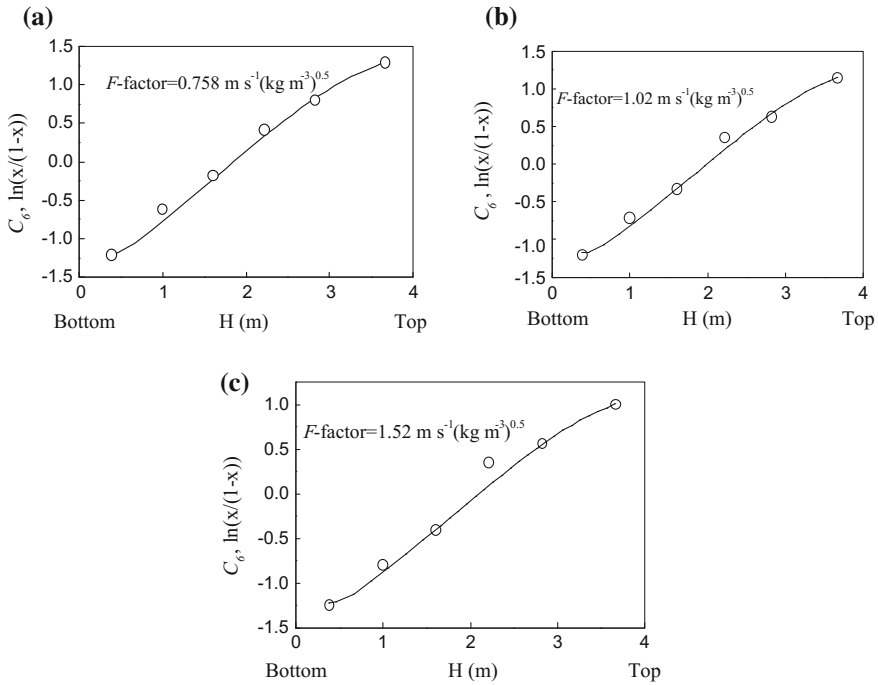 (a)
1.5
1.0
0.5
0.0
-0.5
-1.0
-1.5
C₆, ln(x/(1-x))
F-factor=0.758 m s⁻¹(kg m⁻³)⁰·⁵
0 1 2 3 4
Bottom H (m) Top
(b)
1.5
1.0
0.5
0.0
-0.5
-1.0
-1.5
C₆, ln(x/(1-x))
F-factor=1.02 m s⁻¹(kg m⁻³)⁰·⁵
0 1 2 3 4
Bottom H (m) Top
(c)
1.0
0.5
0.0
-0.5
-1.0
-1.5
C₆, ln(x/(1-x))
F-factor=1.52 m s⁻¹(kg m⁻³)⁰·⁵
0 1 2 3 4
Bottom H (m) Top